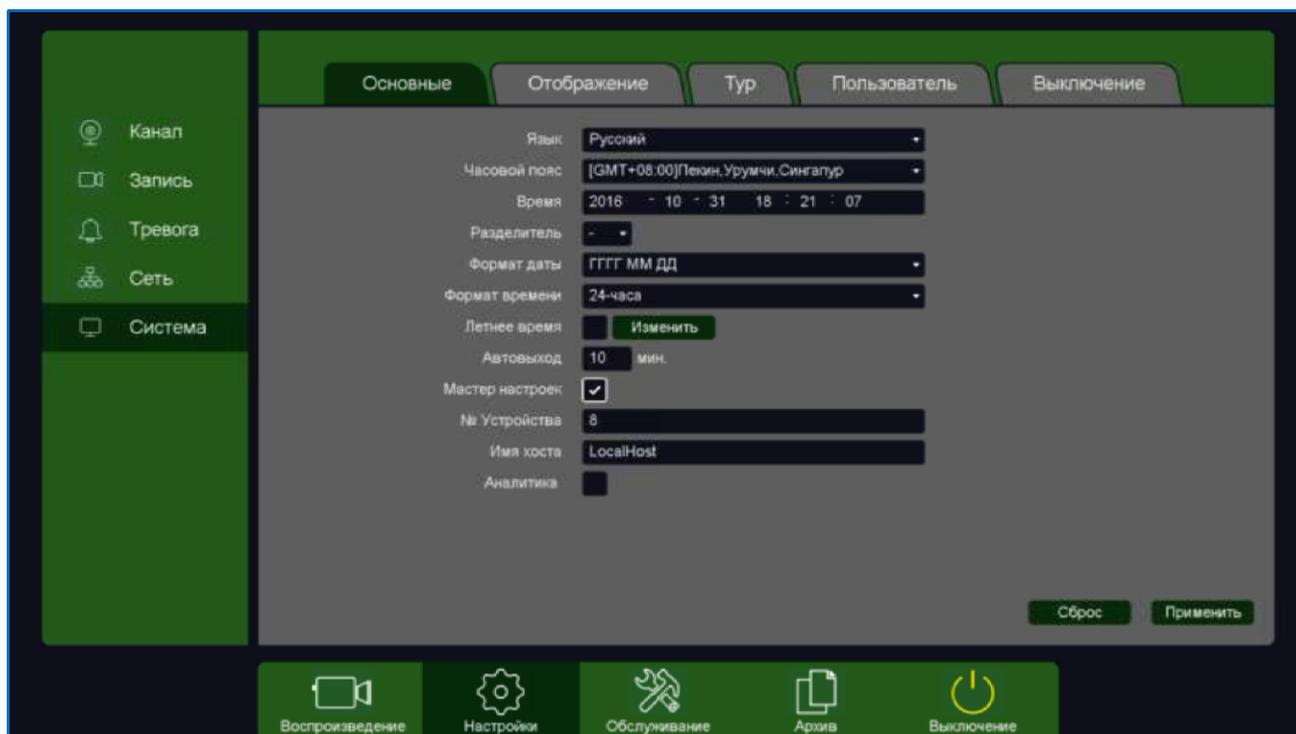 Основные Отображение Тур Пользователь Выключение
Канал
Запись
Тревога
Сеть
Система
Язык Русский
Часовой пояс [GMT+08:00]Пекин,Урумчи,Сингапур
Время 2016 - 10 - 31 18 : 21 : 07
Разделитель -
Формат даты ГГГГ ММ ДД
Формат времени 24-часа
Летнее время Изменить
Автовыход 10 мин.
Мастер настроек
№ Устройства 8
Имя хоста LocalHost
Аналитика
Сброс Применить
Воспроизведение Настройки Обслуживание Архив Выключение